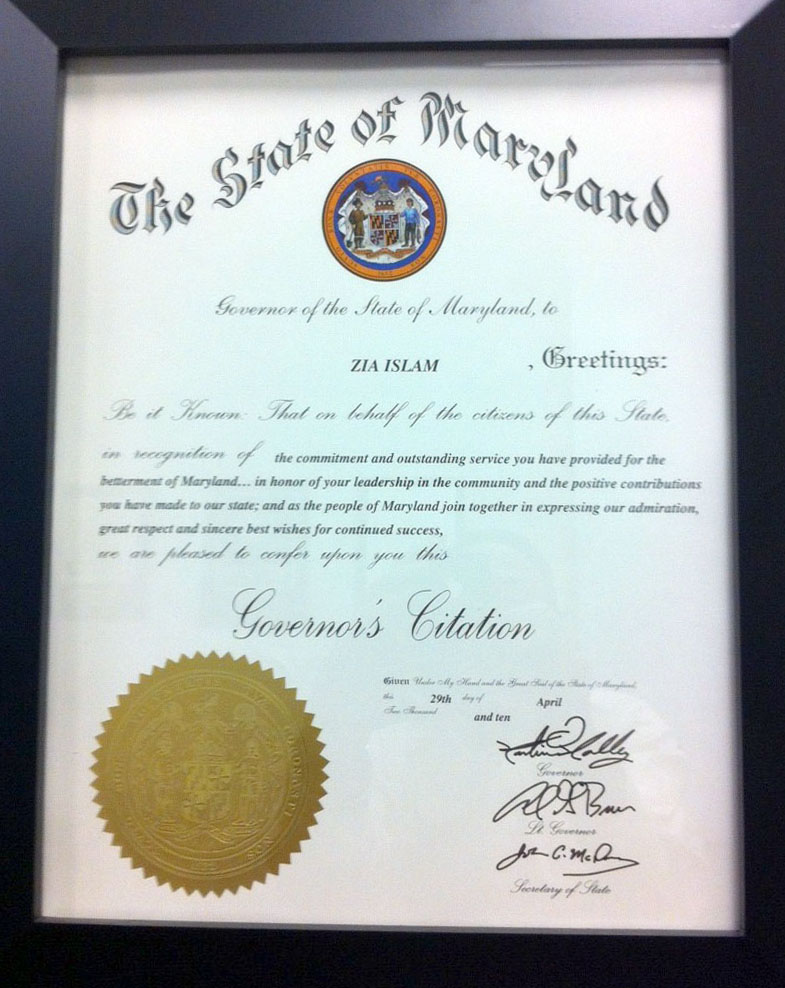 The State of Maryland
Governor of the State of Maryland, to
ZIA ISLAM , Greetings:
Be it Known: That on behalf of the citizens of this State,
in recognition of the commitment and outstanding service you have provided for the
betterment of Maryland... in honor of your leadership in the community and the positive contributions
you have made to our state; and as the people of Maryland join together in expressing our admiration,
great respect and sincere best wishes for continued success,
we are pleased to confer upon you this
Governor's Citation
Given Under My Hand and the Great Seal of the State of Maryland,
this 29th day of April
Two Thousand and ten
Governor
Lt. Governor
Secretary of State